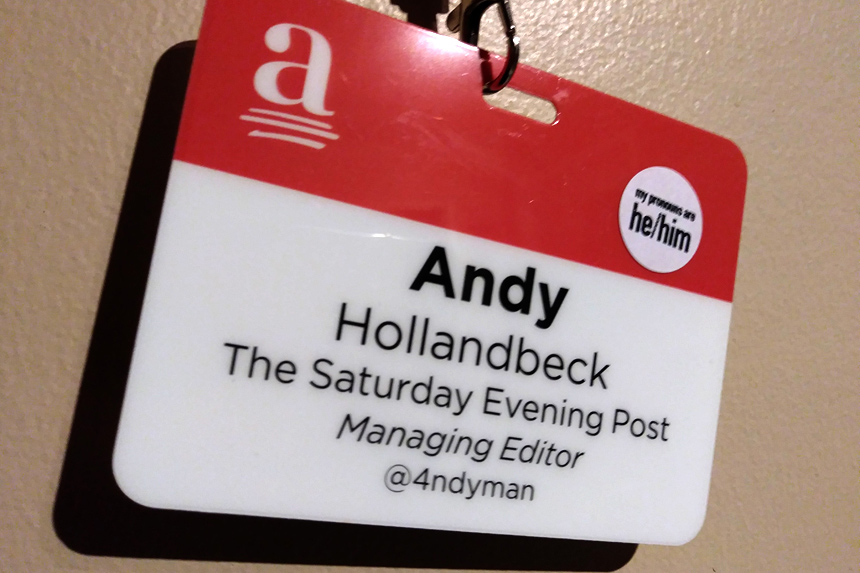 a
my pronouns are
he/him
Andy
Hollandbeck
The Saturday Evening Post
Managing Editor
@4ndyman